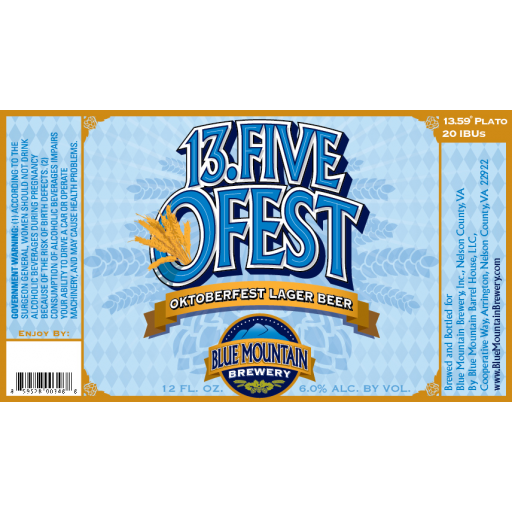 GOVERNMENT WARNING: (1) ACCORDING TO THE
SURGEON GENERAL, WOMEN SHOULD NOT DRINK
ALCOHOLIC BEVERAGES DURING PREGNANCY
BECAUSE OF THE RISK OF BIRTH DEFECTS. (2)
CONSUMPTION OF ALCOHOLIC BEVERAGES IMPAIRS
YOUR ABILITY TO DRIVE A CAR OR OPERATE
MACHINERY, AND MAY CAUSE HEALTH PROBLEMS.
ENJOY BY:
8 59578 00348 8
13.FIVE
OFEST
OKTOBERFEST LAGER BEER
BLUE MOUNTAIN
BREWERY
12 FL. OZ.
6.0% ALC. BY VOL.
13.59° PLATO
20 IBUS
Brewed and Bottled for
Blue Mountain Brewery, Inc., Nelson County, VA
By Blue Mountain Barrel House, LLC,
Cooperative Way, Arrington, Nelson County, VA 22922
www.BlueMountainBrewery.com